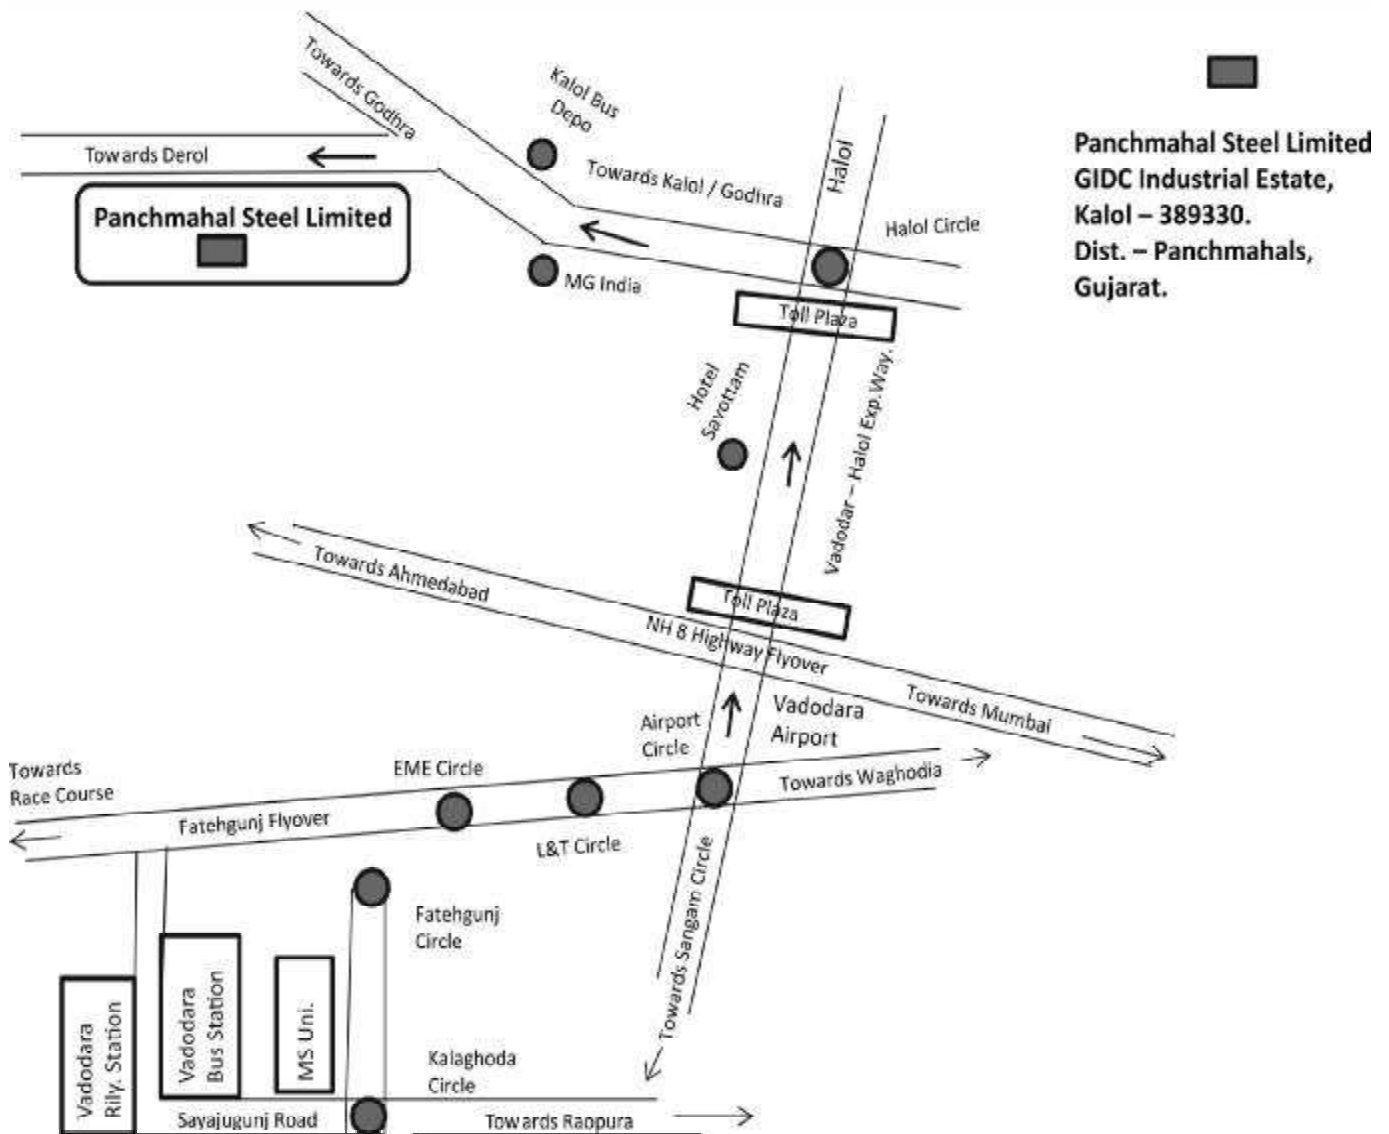 Towards Godhra
Kalol Bus
Depo
Towards Derol
Towards Kalol / Godhra
Halol
Halol Circle
Panchmahal Steel Limited
MG India
Toll Plaza
Panchmahal Steel Limited
GIDC Industrial Estate,
Kalol – 389330.
Dist. – Panchmahals,
Gujarat.
Hotel
Savottam
Vadodar – Halol Exp.Way.
Towards Ahmedabad
Toll Plaza
NH 8 Highway Flyover
Towards Mumbai
Airport
Circle
Vadodara
Airport
Towards
Race Course
EME Circle
Towards Waghodia
Fatehgunj Flyover
L&T Circle
Towards Sangam Circle
Fatehgunj
Circle
Vadodara
Rily. Station
Vadodara
Bus Station
MS Uni.
Kalaghoda
Circle
Sayajugunj Road
Towards Raopura